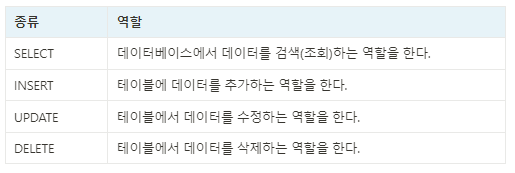 종류 역할
SELECT 데이터베이스에서 데이터를 검색(조회)하는 역할을 한다.
INSERT 테이블에 데이터를 추가하는 역할을 한다.
UPDATE 테이블에서 데이터를 수정하는 역할을 한다.
DELETE 테이블에서 데이터를 삭제하는 역할을 한다.